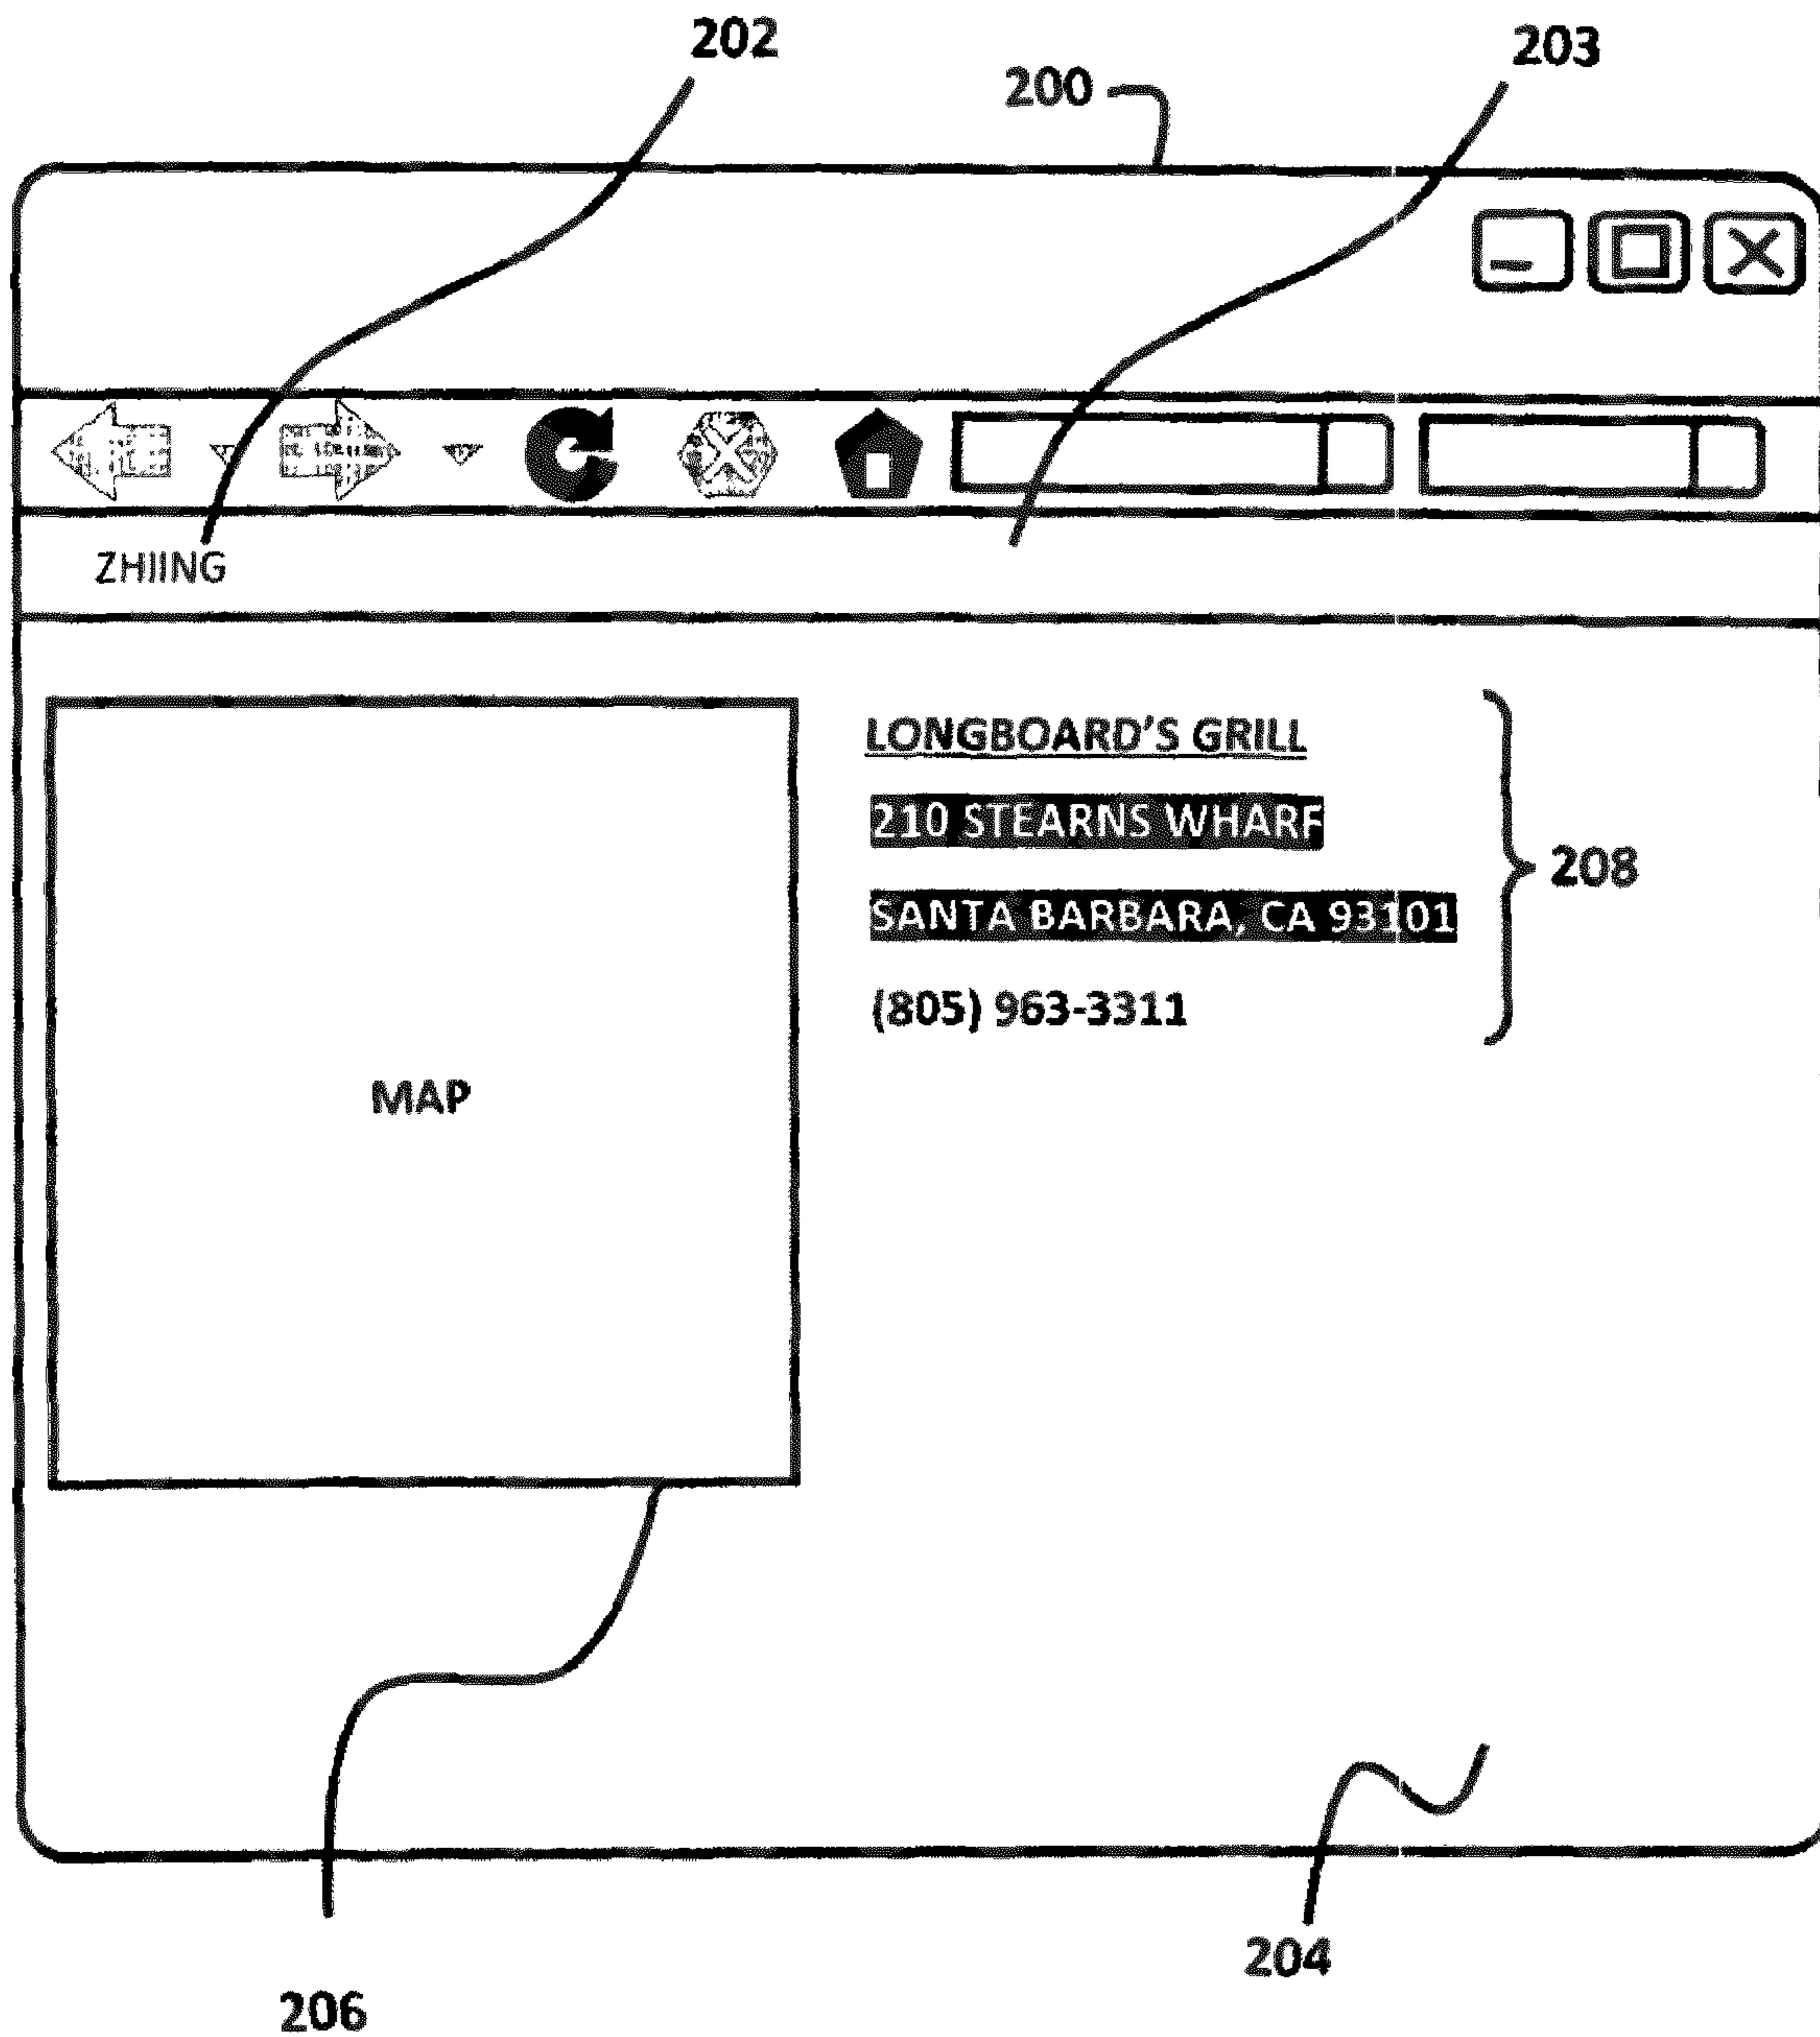 202
203
200
ZHIING
LONGBOARD'S GRILL
210 STEARNS WHARF
SANTA BARBARA, CA 93101
(805) 963-3311
208
MAP
204
206